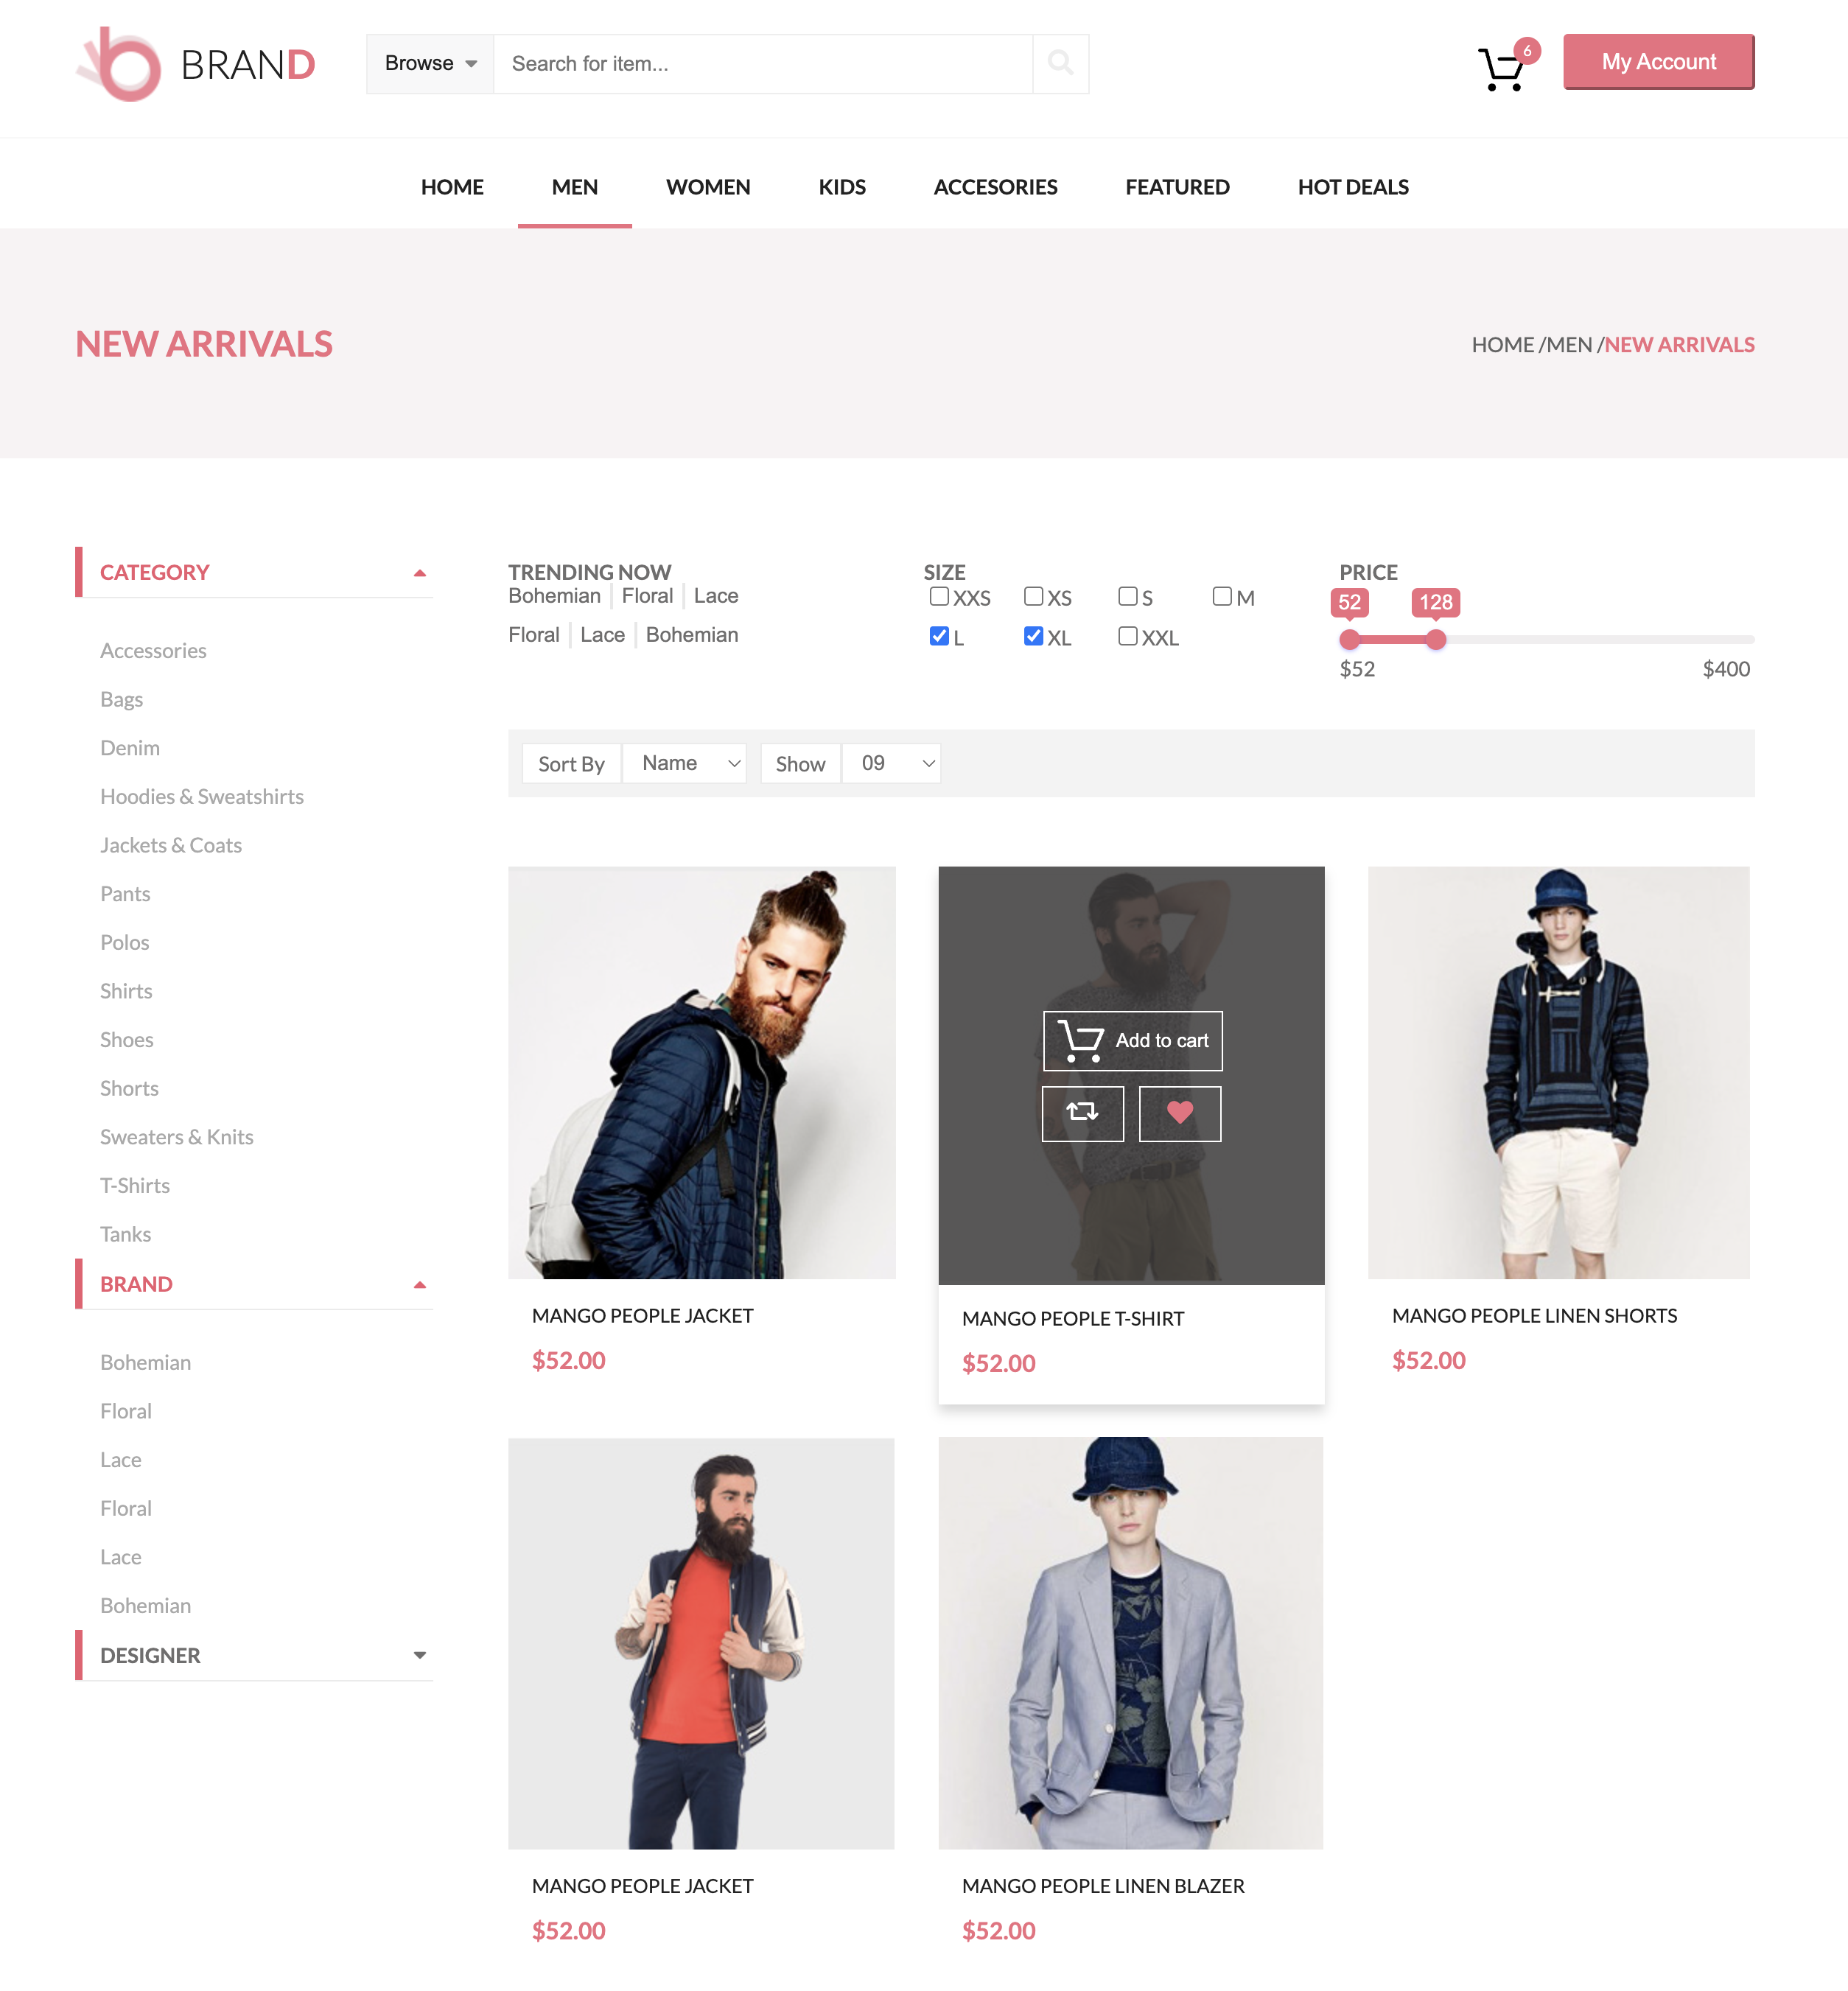 BRAND
Browse
Search for item...
6
My Account
HOME MEN WOMEN KIDS ACCESORIES FEATURED HOT DEALS
NEW ARRIVALS
HOME /MEN /NEW ARRIVALS
CATEGORY
Accessories
Bags
Denim
Hoodies & Sweatshirts
Jackets & Coats
Pants
Polos
Shirts
Shoes
Shorts
Sweaters & Knits
T-Shirts
Tanks
BRAND
Bohemian
Floral
Lace
Floral
Lace
Bohemian
DESIGNER
TRENDING NOW
Bohemian Floral Lace
Floral Lace Bohemian
SIZE
XXS XS S M
L XL XXL
PRICE
52 128
$52 $400
Sort By Name Show 09
MANGO PEOPLE JACKET
$52.00
Add to cart
MANGO PEOPLE T-SHIRT
$52.00
MANGO PEOPLE LINEN SHORTS
$52.00
MANGO PEOPLE JACKET
$52.00
MANGO PEOPLE LINEN BLAZER
$52.00